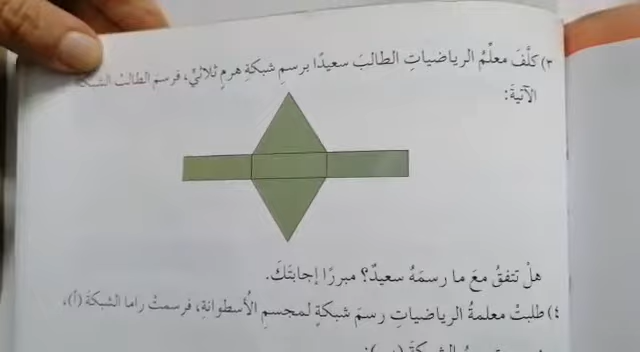 ٣) كلَّفَ معلِّمُ الرياضياتِ الطالبَ سعيدًا برسمِ شبكةِ هرمٍ ثلاثيٍّ، فرسمَ الطالبُ الشبكةَ
الآتيةَ:
هلْ تتفقُ معَ ما رسمَهُ سعيدٌ؟ مبررًا إجابتَكَ.
٤) طلبتْ معلمةُ الرياضياتِ رسمَ شبكةٍ لمجسمِ الأسطوانةِ، فرسمتْ راما الشبكةَ (أ)،
الشبكةَ